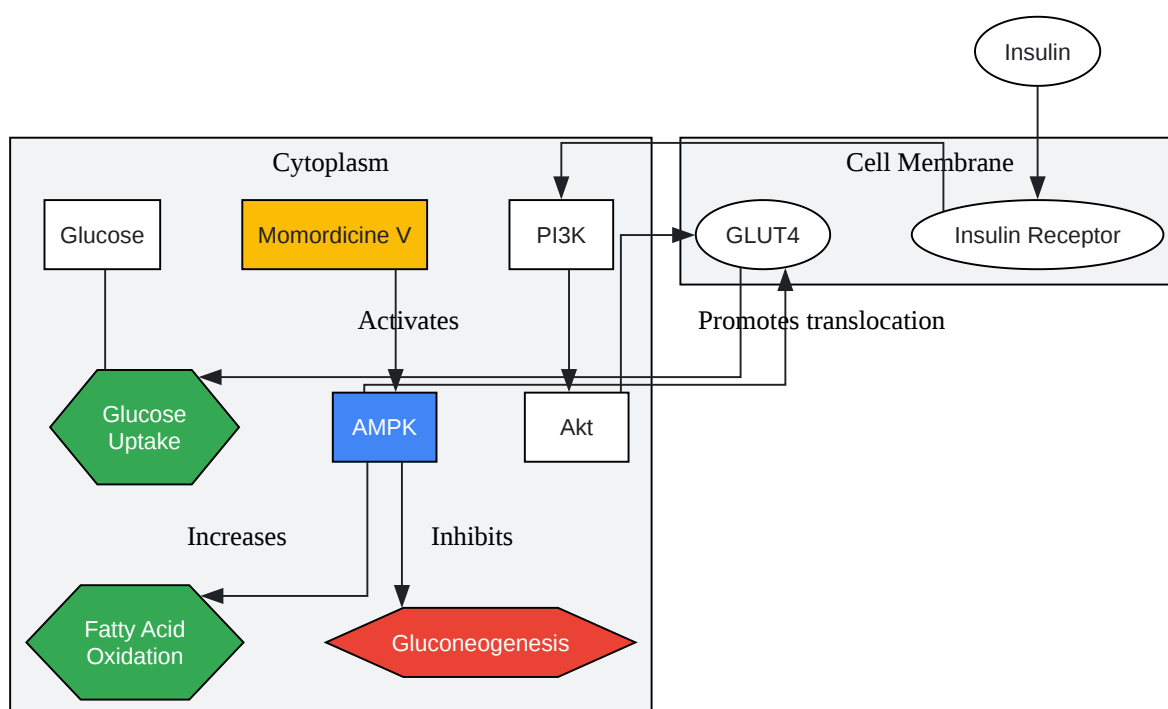 Insulin
Cytoplasm
Cell Membrane
Glucose
Momordicine V
PI3K
GLUT4
Insulin Receptor
Activates
Promotes translocation
Glucose
Uptake
AMPK
Akt
Increases
Inhibits
Fatty Acid
Oxidation
Gluconeogenesis